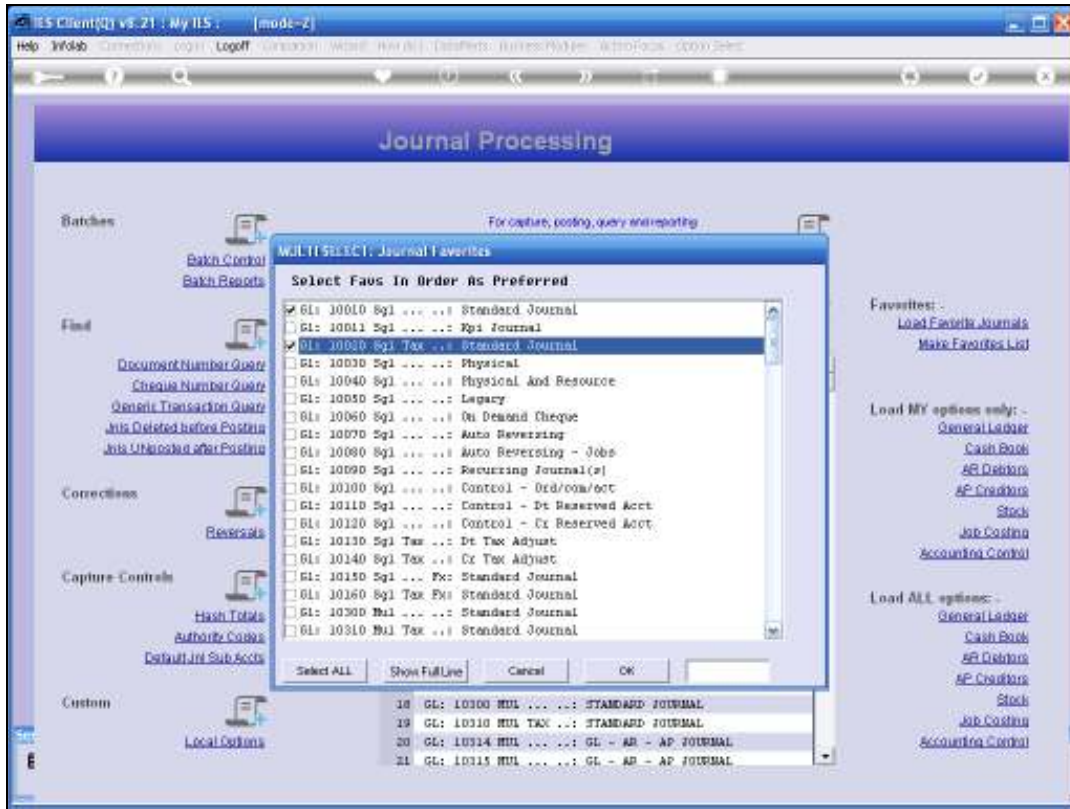 IES Client(Q) v8.21 : My IES : [mode=Z]
Help Infolab Logoff
Journal Processing
Batches
For capture, posting, query and reporting
Batch Control
Batch Reports
Find
Document Number Query
Cheque Number Query
Generic Transaction Query
Jnls Deleted before Posting
Jnls UNposted after Posting
Corrections
Reversals
Capture Controls
Hash Totals
Authority Codes
Default Jnl Sub Accts
Custom
Local Options
MULTI SELECT: Journal Favorites
Select Favs In Order As Preferred
Gl: 10010 Sgl ... ..: Standard Journal
Gl: 10011 Sgl ... ..: Kpi Journal
Gl: 10020 Sgl Tax ..: Standard Journal
Gl: 10030 Sgl ... ..: Physical
Gl: 10040 Sgl ... ..: Physical And Resource
Gl: 10050 Sgl ... ..: Legacy
Gl: 10060 Sgl ... ..: On Demand Cheque
Gl: 10070 Sgl ... ..: Auto Reversing
Gl: 10080 Sgl ... ..: Auto Reversing - Jobs
Gl: 10090 Sgl ... ..: Recurring Journal(s)
Gl: 10100 Sgl ... ..: Control - Ord/com/act
Gl: 10110 Sgl ... ..: Control - Dt Reserved Acct
Gl: 10120 Sgl ... ..: Control - Cr Reserved Acct
Gl: 10130 Sgl Tax ..: Dt Tax Adjust
Gl: 10140 Sgl Tax ..: Cr Tax Adjust
Gl: 10150 Sgl ... Fx: Standard Journal
Gl: 10160 Sgl Tax Fx: Standard Journal
Gl: 10300 Mul ... ..: Standard Journal
Gl: 10310 Mul Tax ..: Standard Journal
Select ALL Show Full Line Cancel OK
18 GL: 10300 MUL ... ..: STANDARD JOURNAL
19 GL: 10310 MUL TAX ..: STANDARD JOURNAL
20 GL: 10314 MUL ... ..: GL - AR - AP JOURNAL
21 GL: 10315 MUL ... ..: GL - AR - AP JOURNAL
Favorites: -
Load Favorite Journals
Make Favorites List
Load MY options only: -
General Ledger
Cash Book
AR Debtors
AP Creditors
Stock
Job Costing
Accounting Control
Load ALL options: -
General Ledger
Cash Book
AR Debtors
AP Creditors
Stock
Job Costing
Accounting Control